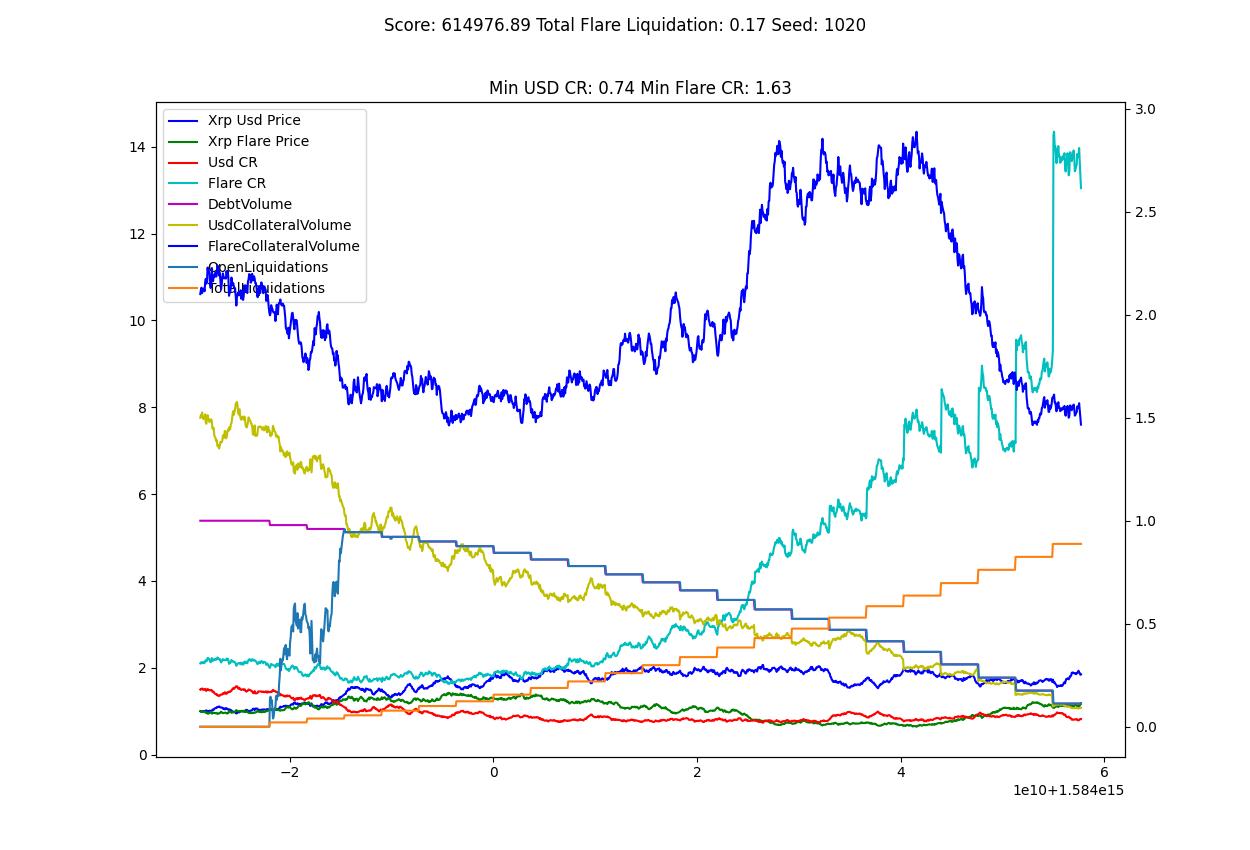 Score: 614976.89 Total Flare Liquidation: 0.17 Seed: 1020
Min USD CR: 0.74 Min Flare CR: 1.63
Xrp Usd Price
Xrp Flare Price
Usd CR
Flare CR
DebtVolume
UsdCollateralVolume
FlareCollateralVolume
OpenLiquidations
TotalLiquidations
14
12
10
8
6
4
2
0
3.0
2.5
2.0
1.5
1.0
0.5
0.0
−2 0 2 4 6
1e10+1.584e15